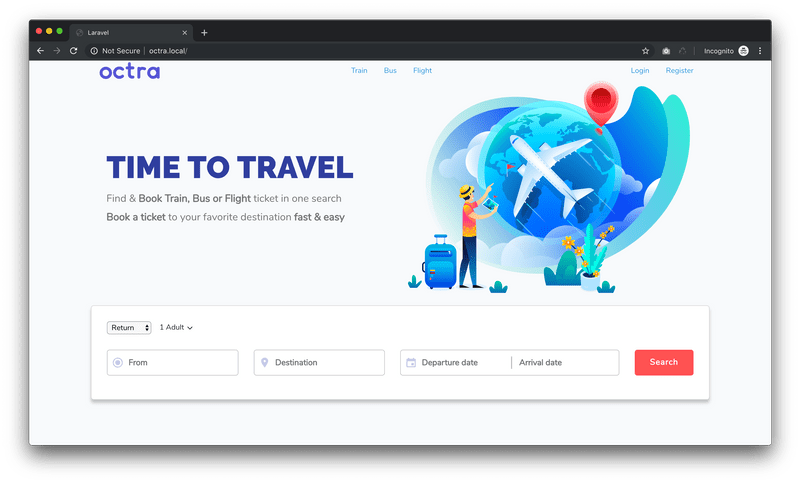 Laravel
Not Secure | octra.local/
Incognito
octra
Train Bus Flight
Login Register
TIME TO TRAVEL
Find & Book Train, Bus or Flight ticket in one search
Book a ticket to your favorite destination fast & easy
Return 1 Adult
From Destination Departure date Arrival date Search